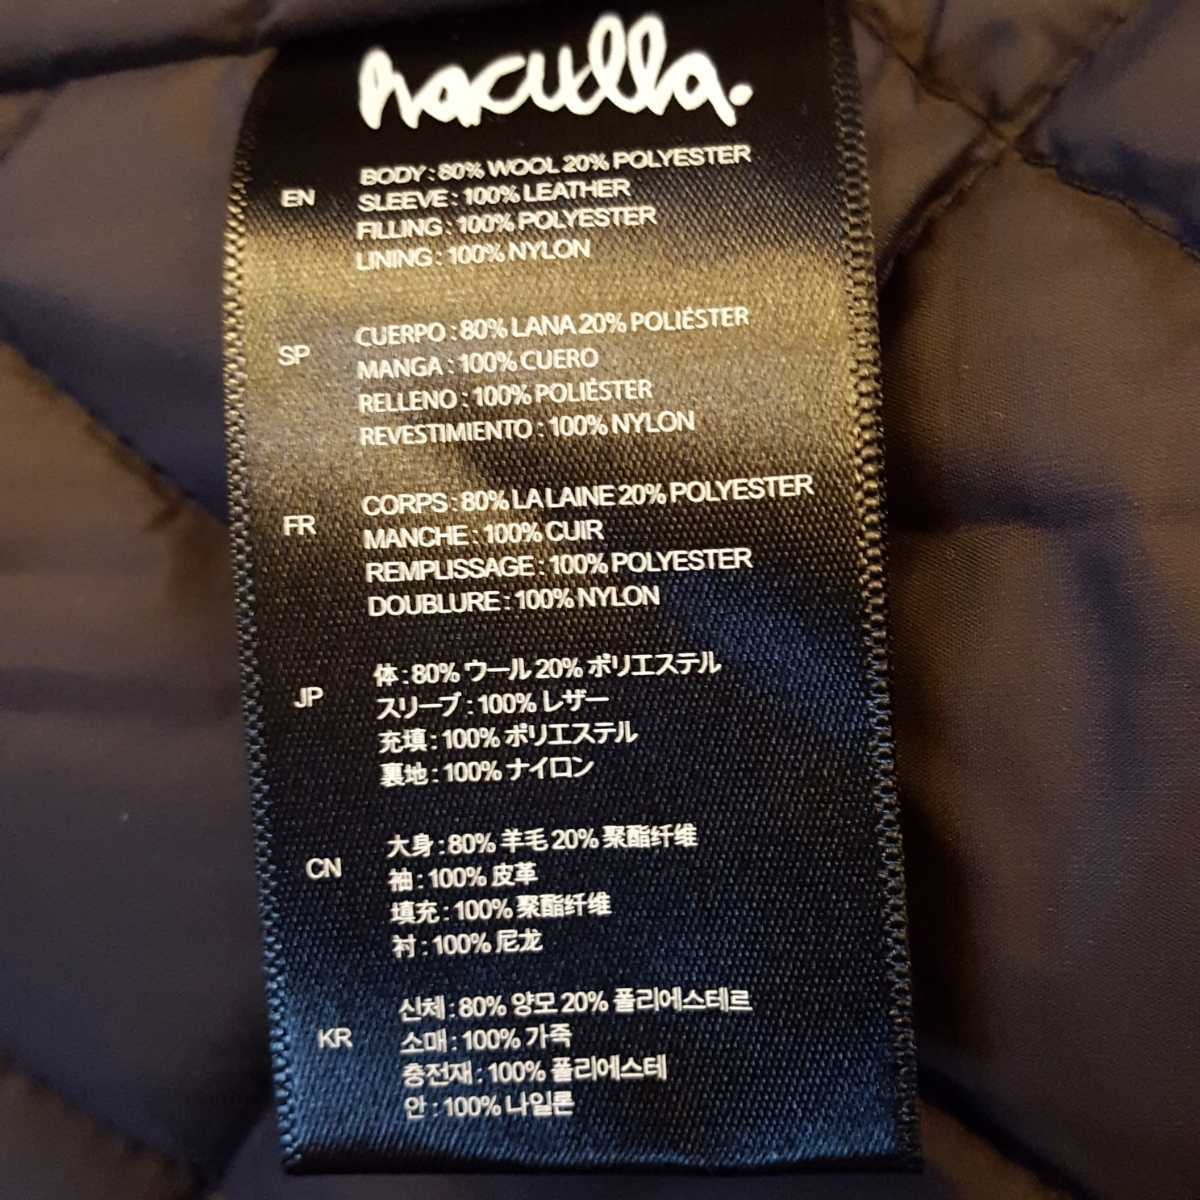 haculla.
EN
BODY : 80% WOOL 20% POLYESTER
SLEEVE : 100% LEATHER
FILLING : 100% POLYESTER
LINING : 100% NYLON
SP
CUERPO : 80% LANA 20% POLIÉSTER
MANGA : 100% CUERO
RELLENO : 100% POLIÉSTER
REVESTIMIENTO : 100% NYLON
FR
CORPS : 80% LA LAINE 20% POLYESTER
MANCHE : 100% CUIR
REMPLISSAGE : 100% POLYESTER
DOUBLURE : 100% NYLON
JP
体 : 80% ウール 20% ポリエステル
スリーブ : 100% レザー
充填 : 100% ポリエステル
裏地 : 100% ナイロン
CN
大身 : 80% 羊毛 20% 聚酯纤维
袖 : 100% 皮革
填充 : 100% 聚酯纤维
衬 : 100% 尼龙
KR
신체 : 80% 양모 20% 폴리에스테르
소매 : 100% 가죽
충전재 : 100% 폴리에스테
안 : 100% 나일론